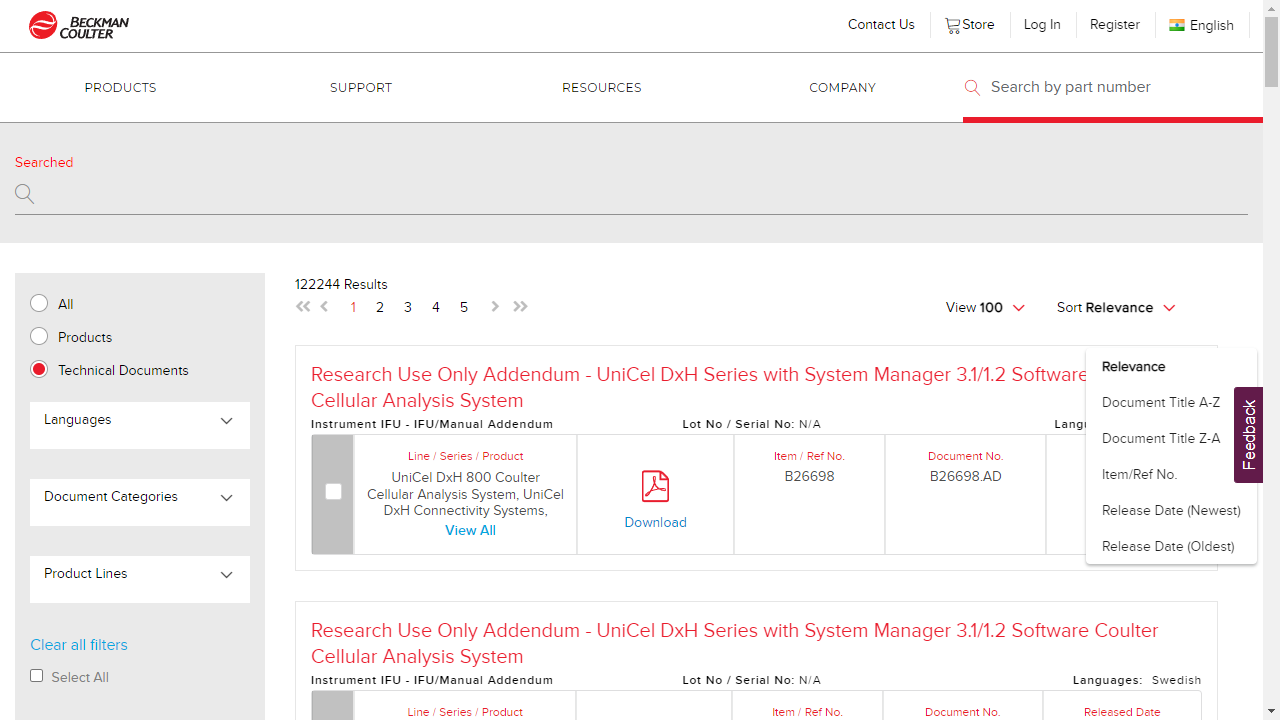 BECKMAN
COULTER
Contact Us
Store
Log In
Register
English
PRODUCTS
SUPPORT
RESOURCES
COMPANY
Search by part number
Searched
All
Products
Technical Documents
Languages
Document Categories
Product Lines
Clear all filters
Select All
122244 Results
1 2 3 4 5
View 100
Sort Relevance
Relevance
Document Title A-Z
Document Title Z-A
Item/Ref No.
Release Date (Newest)
Release Date (Oldest)
Feedback
Research Use Only Addendum - UniCel DxH Series with System Manager 3.1/1.2 Software
Cellular Analysis System
Instrument IFU - IFU/Manual Addendum
Lot No / Serial No: N/A
Line / Series / Product
UniCel DxH 800 Coulter
Cellular Analysis System, UniCel
DxH Connectivity Systems,
View All
Download
Item / Ref No.
B26698
Document No.
B26698.AD
Research Use Only Addendum - UniCel DxH Series with System Manager 3.1/1.2 Software Coulter
Cellular Analysis System
Instrument IFU - IFU/Manual Addendum
Lot No / Serial No: N/A
Languages: Swedish
Line / Series / Product
Item / Ref No.
Document No.
Released Date